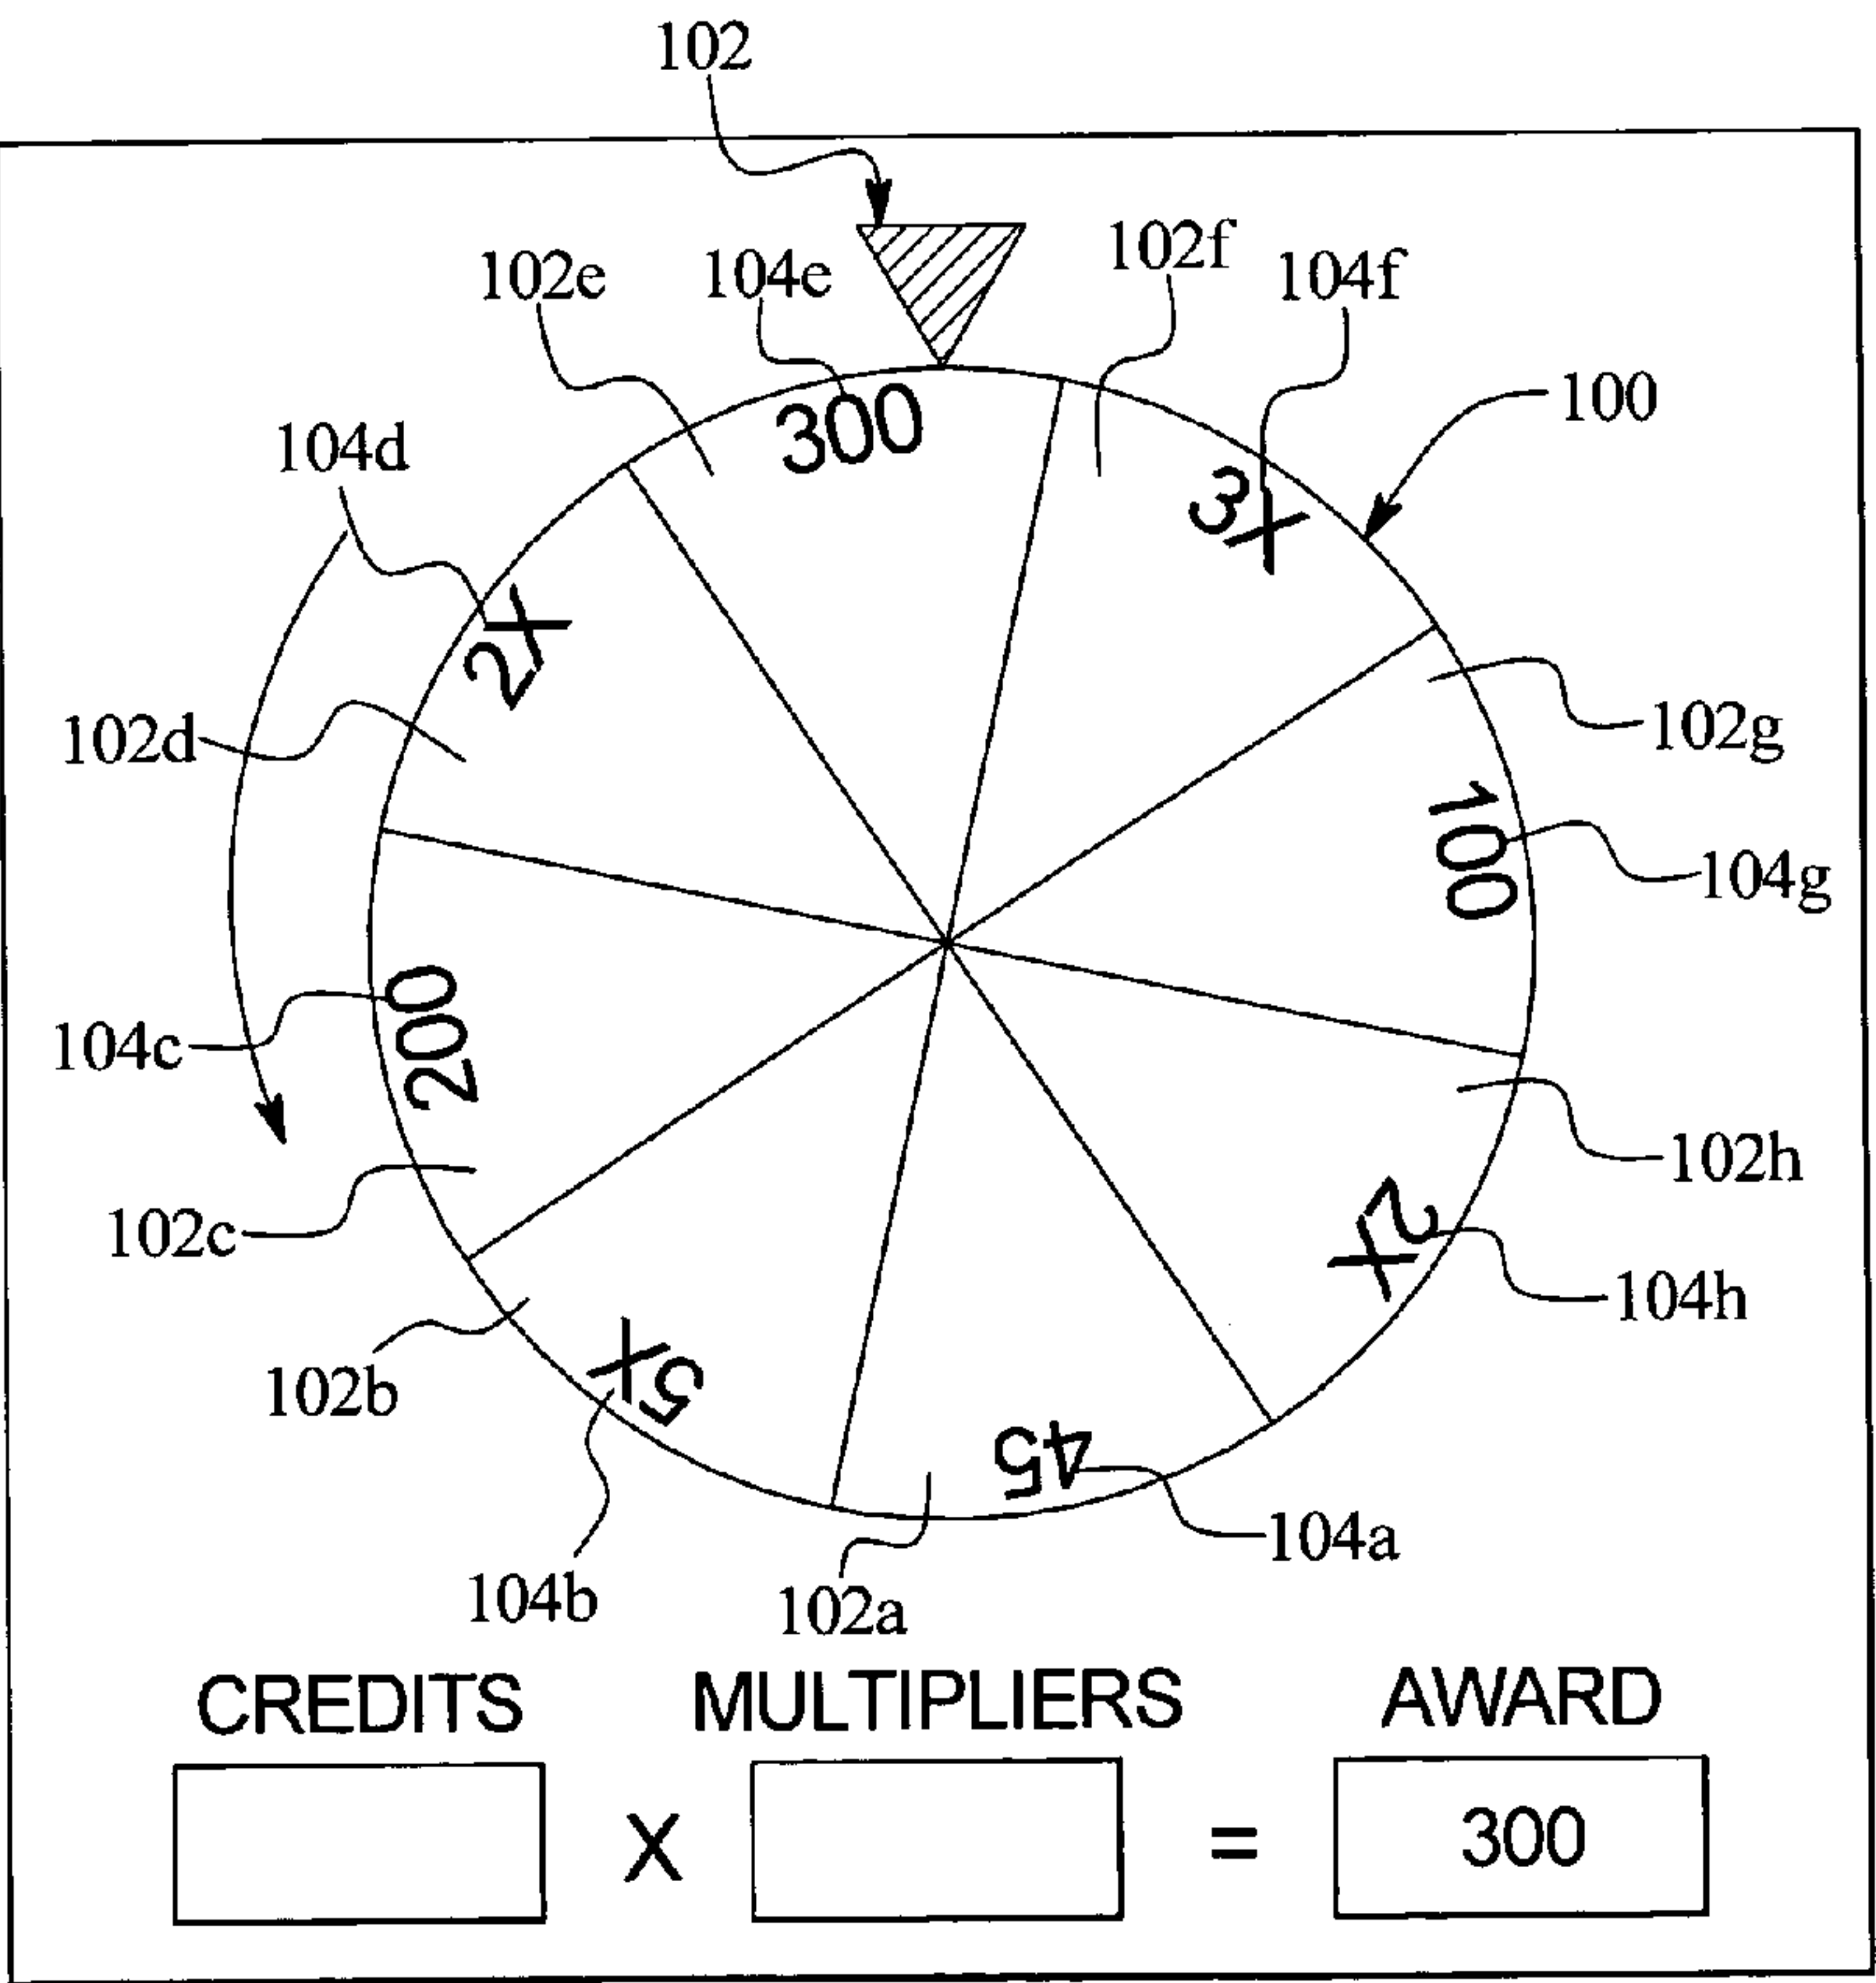 102
102e
104e
102f
104f
100
104d
300
3X
2X
102d
102g
100
104g
200
104c
102h
102c
2X
104h
102b
5X
45
104a
104b
102a
CREDITS MULTIPLIERS AWARD
X = 300